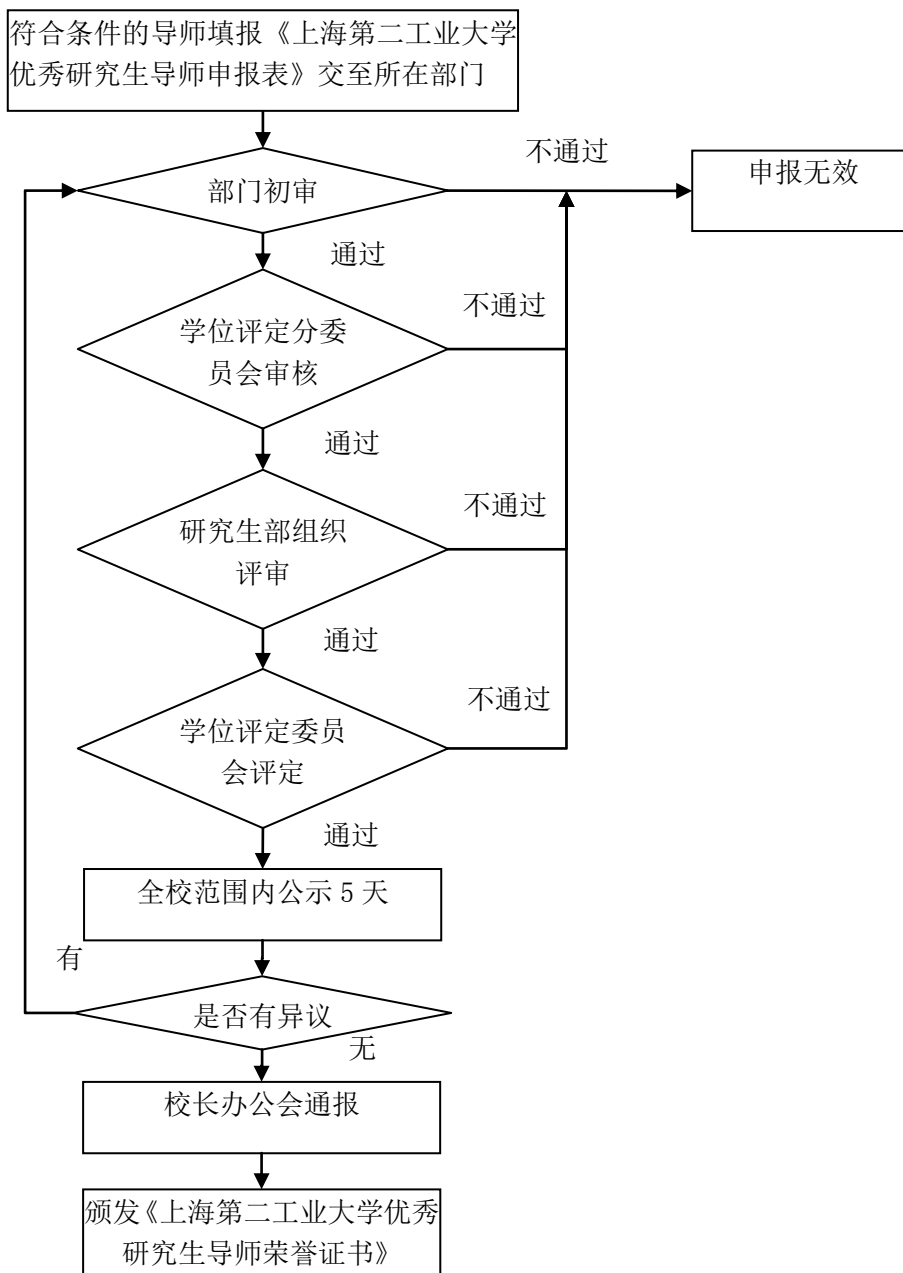 符合条件的导师填报《上海第二工业大学
优秀研究生导师申报表》交至所在部门
不通过
部门初审
申报无效
通过
不通过
学位评定分委
员会审核
通过
不通过
研究生部组织
评审
通过
不通过
学位评定委员
会评定
通过
全校范围内公示 5 天
有
是否有异议
无
校长办公会通报
颁发《上海第二工业大学优秀
研究生导师荣誉证书》